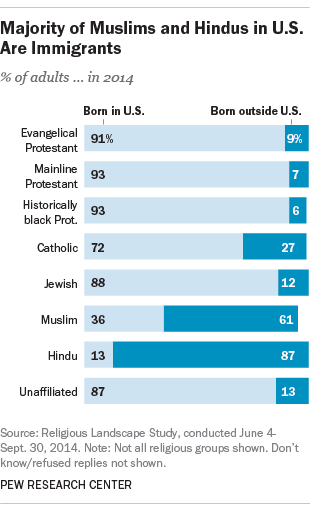 Majority of Muslims and Hindus in U.S.
Are Immigrants
% of adults ... in 2014
Born in U.S. Born outside U.S.
Evangelical
Protestant 91% 9%
Mainline
Protestant 93 7
Historically
black Prot. 93 6
Catholic 72 27
Jewish 88 12
Muslim 36 61
Hindu 13 87
Unaffiliated 87 13
Source: Religious Landscape Study, conducted June 4-
Sept. 30, 2014. Note: Not all religious groups shown. Don't
know/refused replies not shown.
PEW RESEARCH CENTER